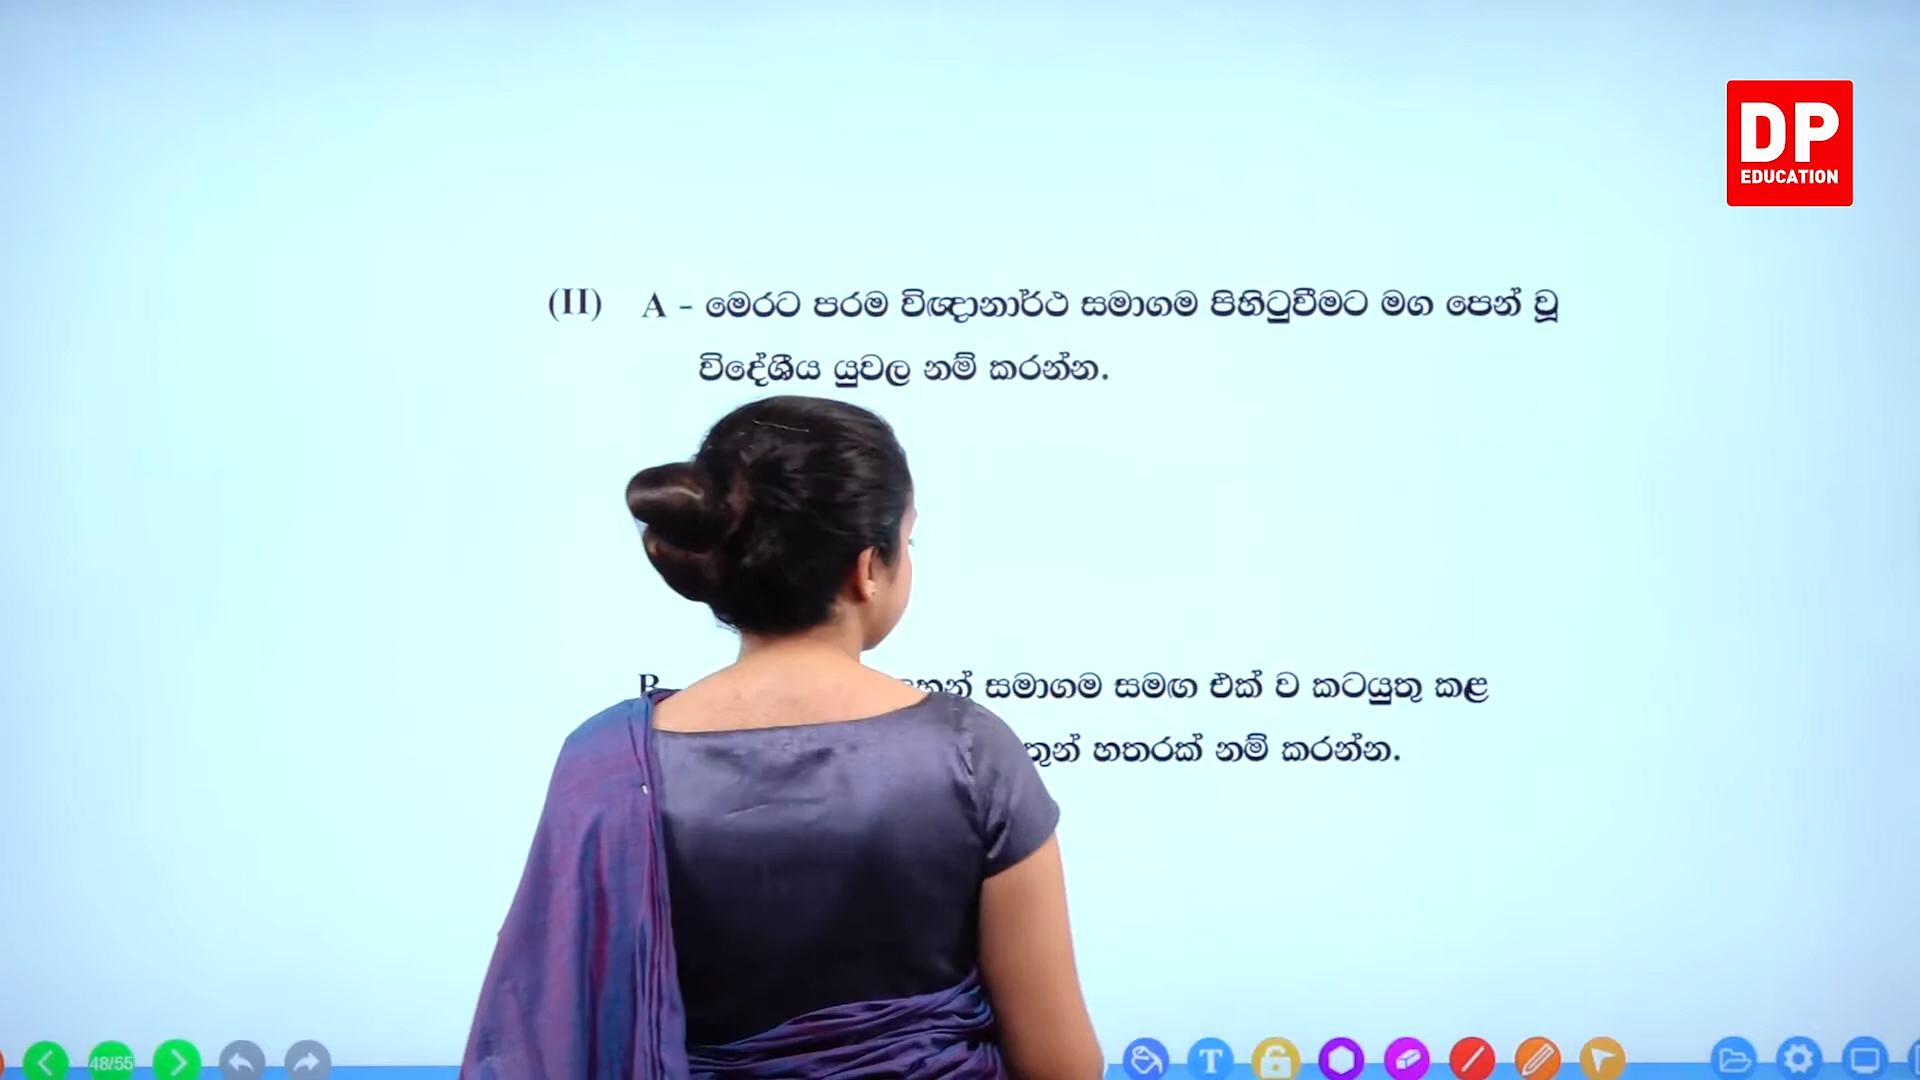 DP
EDUCATION
(II) A - මෙරට පරම විඥානාර්ථ සමාගම පිහිටුවීමට මග පෙන් වූ
විදේශීය යුවල නම් කරන්න.
B - සමාගම සමඟ එක් ව කටයුතු කළ
හතරක් නම් කරන්න.
48/55
T